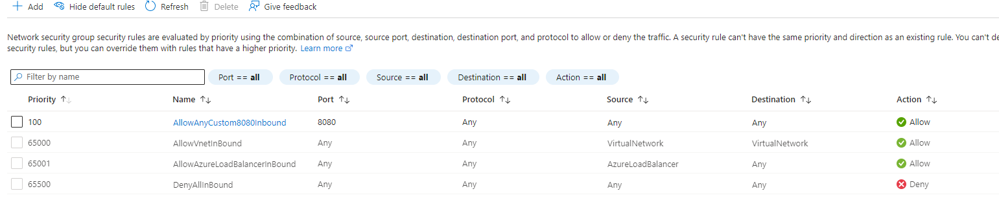 Add Hide default rules Refresh Delete Give feedback
Network security group security rules are evaluated by priority using the combination of source, source port, destination, destination port, and protocol to allow or deny the traffic. A security rule can't have the same priority and direction as an existing rule. You can't de
security rules, but you can override them with rules that have a higher priority. Learn more
Filter by name Port == all Protocol == all Source == all Destination == all Action == all
Priority Name Port Protocol Source Destination Action
100 AllowAnyCustom8080Inbound 8080 Any Any Any Allow
65000 AllowVnetInBound Any Any VirtualNetwork VirtualNetwork Allow
65001 AllowAzureLoadBalancerInBound Any Any AzureLoadBalancer Any Allow
65500 DenyAllInBound Any Any Any Any Deny